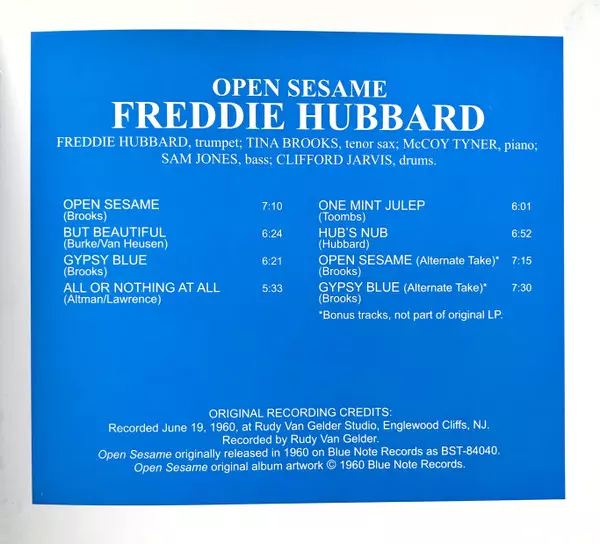 OPEN SESAME
FREDDIE HUBBARD
FREDDIE HUBBARD, trumpet; TINA BROOKS, tenor sax; McCOY TYNER, piano;
SAM JONES, bass; CLIFFORD JARVIS, drums.
OPEN SESAME 7:10
(Brooks)
BUT BEAUTIFUL 6:24
(Burke/Van Heusen)
GYPSY BLUE 6:21
(Brooks)
ALL OR NOTHING AT ALL 5:33
(Altman/Lawrence)
ONE MINT JULEP 6:01
(Toombs)
HUB'S NUB 6:52
(Hubbard)
OPEN SESAME (Alternate Take)* 7:15
(Brooks)
GYPSY BLUE (Alternate Take)* 7:30
(Brooks)
*Bonus tracks, not part of original LP.
ORIGINAL RECORDING CREDITS:
Recorded June 19, 1960, at Rudy Van Gelder Studio, Englewood Cliffs, NJ.
Recorded by Rudy Van Gelder.
Open Sesame originally released in 1960 on Blue Note Records as BST-84040.
Open Sesame original album artwork © 1960 Blue Note Records.